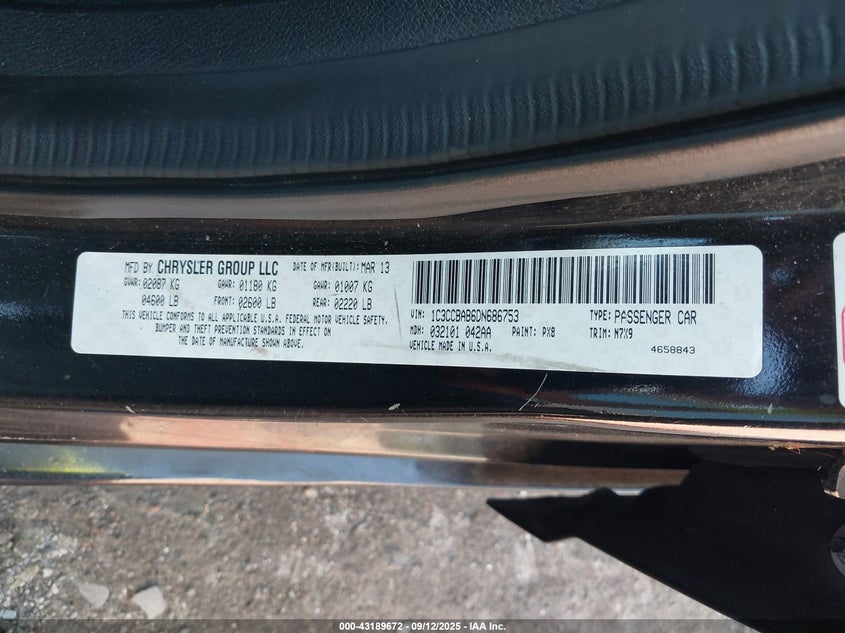 MFD BY CHRYSLER GROUP LLC DATE OF MFR(BUILT): MAR 13
GVWR: 02087 KG GAWR: 01180 KG GAWR: 01007 KG
04600 LB FRONT: 02600 LB REAR: 02220 LB
THIS VEHICLE CONFORMS TO ALL APPLICABLE U.S.A. FEDERAL MOTOR VEHICLE SAFETY,
BUMPER AND THEFT PREVENTION STANDARDS IN EFFECT ON
THE DATE OF MANUFACTURE SHOWN ABOVE.
VIN: 1C3CCBAB6DN686753 TYPE: PASSENGER CAR
MDH: 032101 042AA PAINT: PX8 TRIM: N7X9
VEHICLE MADE IN U.S.A. 4658843
000-43189672 - 09/12/2025 - IAA Inc.